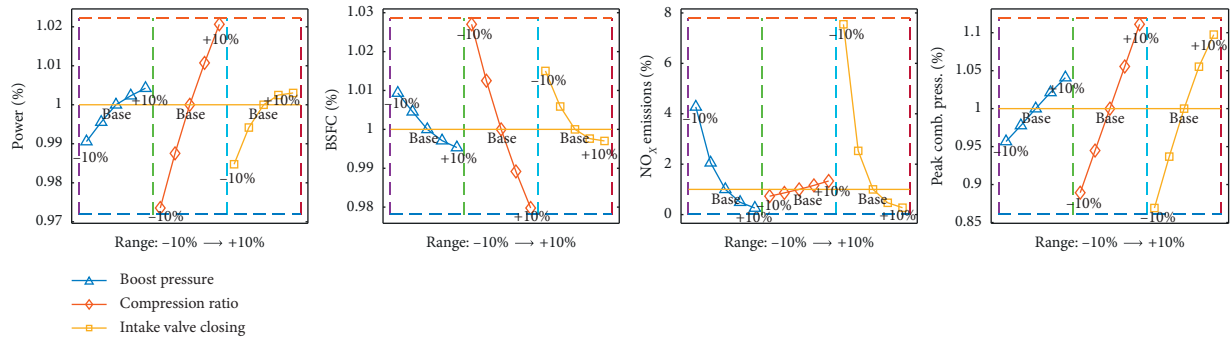 Power (%)
1.02
1.01
1
0.99
0.98
0.97
–10%
Base
+10%
–10%
Base
+10%
–10%
Base
+10%
Range: –10% ⟶ +10%
BSFC (%)
1.03
1.02
1.01
1
0.99
0.98
–10%
Base
+10%
–10%
Base
+10%
–10%
Base
+10%
Range: –10% ⟶ +10%
NOX emissions (%)
8
6
4
2
0
–10%
Base
+10%
–10%
Base
+10%
–10%
Base
+10%
Range: –10% ⟶ +10%
Peak comb. press. (%)
1.1
1.05
1
0.95
0.9
0.85
–10%
Base
+10%
–10%
Base
+10%
–10%
Base
+10%
Range: –10% ⟶ +10%
Boost pressure
Compression ratio
Intake valve closing